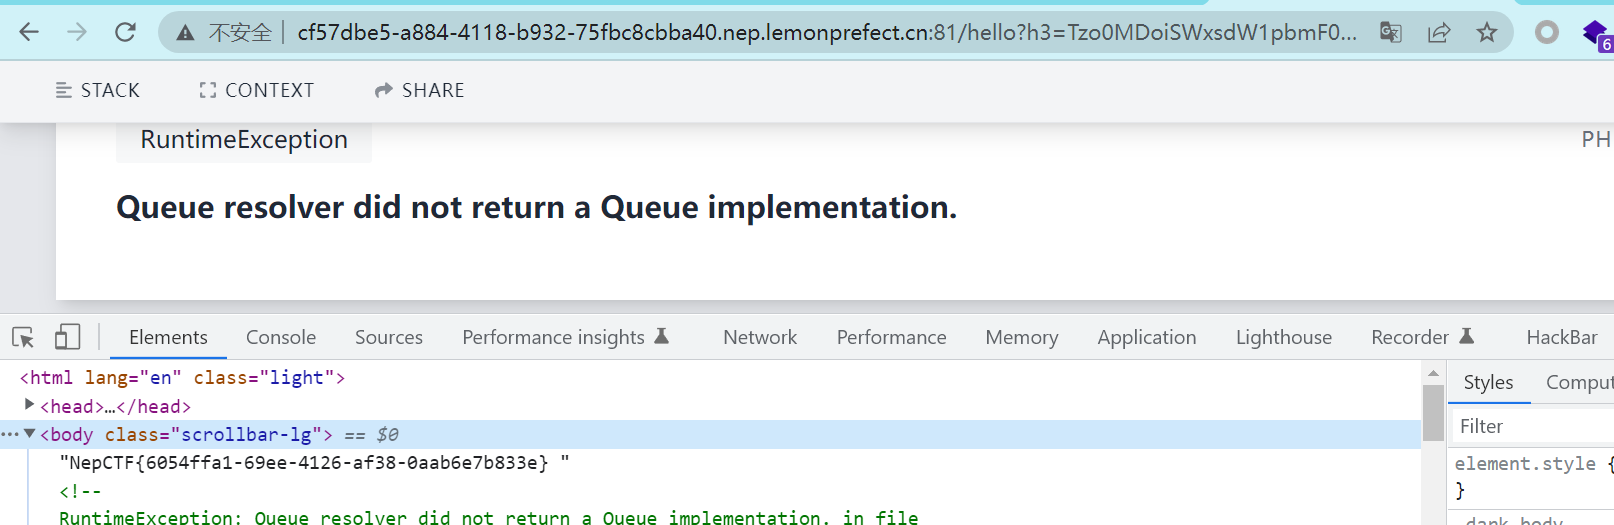 不安全 cf57dbe5-a884-4118-b932-75fbc8cbba40.nep.lemonprefect.cn:81/hello?h3=Tzo0MDoiSWxsdW1pbmF0... 6
STACK CONTEXT SHARE
RuntimeException PH
Queue resolver did not return a Queue implementation.
Elements Console Sources Performance insights Network Performance Memory Application Lighthouse Recorder HackBar
<html lang="en" class="light">
<head>…</head>
<body class="scrollbar-lg"> == $0
"NepCTF{6054ffa1-69ee-4126-af38-0aab6e7b833e} "
<!--
RuntimeException: Queue resolver did not return a Queue implementation. in file
Styles Comput
Filter
element.style {
}
.dark body